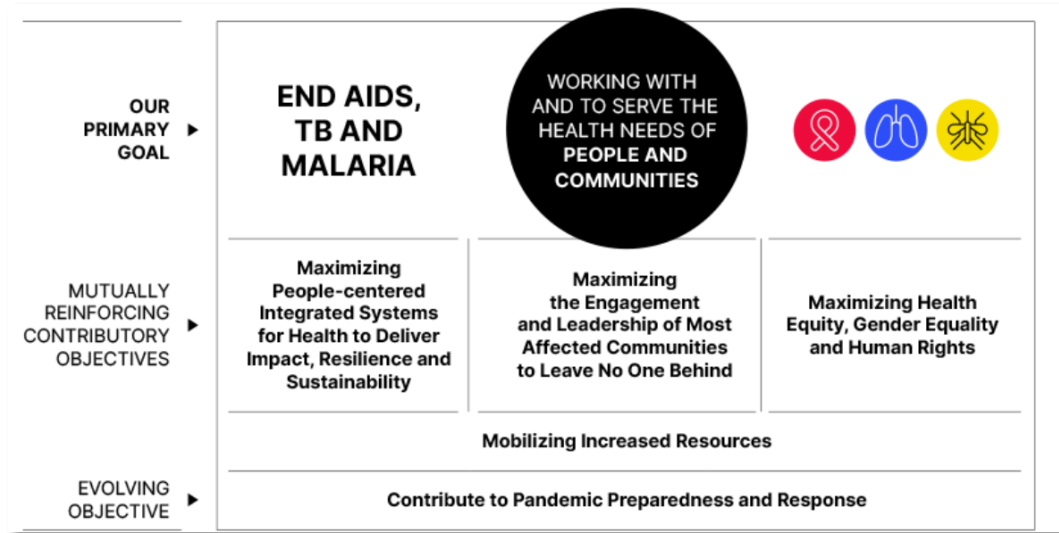 OUR
PRIMARY
GOAL
END AIDS,
TB AND
MALARIA
WORKING WITH
AND TO SERVE THE
HEALTH NEEDS OF
PEOPLE AND
COMMUNITIES
MUTUALLY
REINFORCING
CONTRIBUTORY
OBJECTIVES
Maximizing
People-centered
Integrated Systems
for Health to Deliver
Impact, Resilience and
Sustainability
Maximizing
the Engagement
and Leadership of Most
Affected Communities
to Leave No One Behind
Maximizing Health
Equity, Gender Equality
and Human Rights
Mobilizing Increased Resources
EVOLVING
OBJECTIVE
Contribute to Pandemic Preparedness and Response